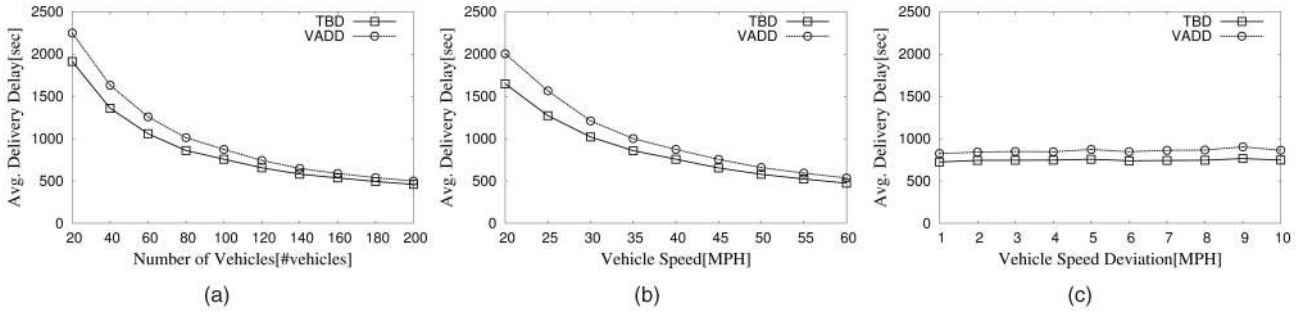 2500
2000
1500
1000
500
0
Avg. Delivery Delay[sec]
TBD
VADD
20 40 60 80 100 120 140 160 180 200
Number of Vehicles[#vehicles]
(a)
2500
2000
1500
1000
500
0
Avg. Delivery Delay[sec]
TBD
VADD
20 25 30 35 40 45 50 55 60
Vehicle Speed[MPH]
(b)
2500
2000
1500
1000
500
0
Avg. Delivery Delay[sec]
TBD
VADD
1 2 3 4 5 6 7 8 9 10
Vehicle Speed Deviation[MPH]
(c)